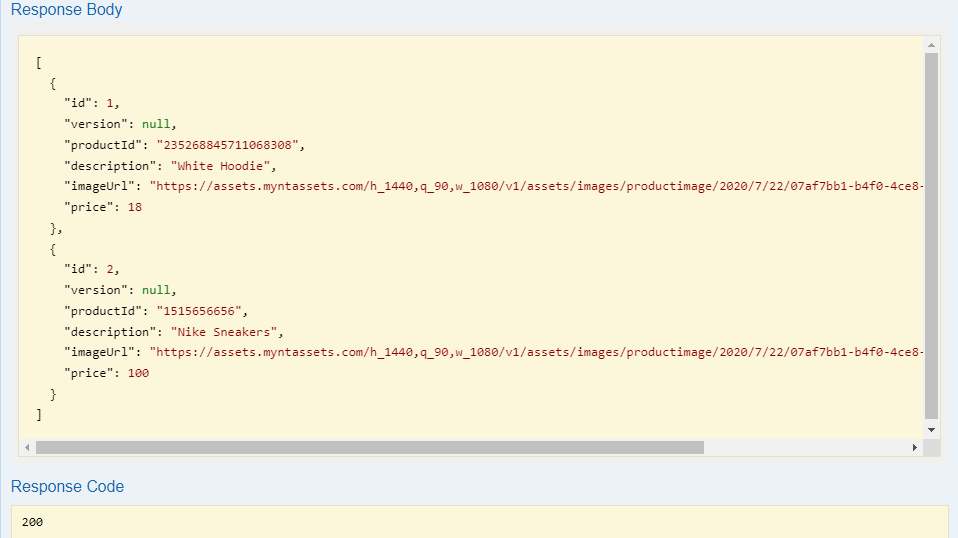 Response Body
[
{
"id": 1,
"version": null,
"productId": "235268845711068308",
"description": "White Hoodie",
"imageUrl": "https://assets.myntassets.com/h_1440,q_90,w_1080/v1/assets/images/productimage/2020/7/22/07af7bb1-b4f0-4ce8-
"price": 18
},
{
"id": 2,
"version": null,
"productId": "1515656656",
"description": "Nike Sneakers",
"imageUrl": "https://assets.myntassets.com/h_1440,q_90,w_1080/v1/assets/images/productimage/2020/7/22/07af7bb1-b4f0-4ce8-
"price": 100
}
]
Response Code
200